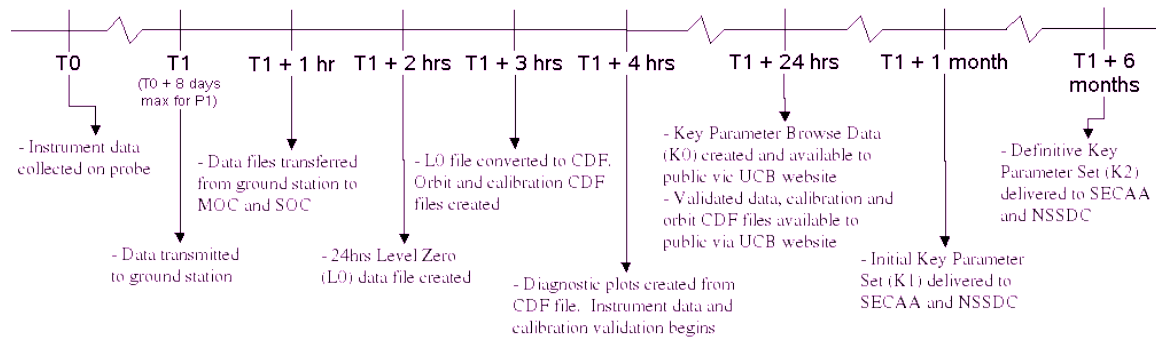 T0
T1
(T0 + 8 days
max for P1)
T1 + 1 hr
T1 + 2 hrs
T1 + 3 hrs
T1 + 4 hrs
T1 + 24 hrs
T1 + 1 month
T1 + 6
months
- Instrument data
collected on probe
- Data transmitted
to ground station
- Data files transferred
from ground station to
MOC and SOC
- 24hrs Level Zero
(L0) data file created
- L0 file converted to CDF.
Orbit and calibration CDF
files created
- Diagnostic plots created from
CDF file. Instrument data and
calibration validation begins
- Key Parameter Browse Data
(K0) created and available to
public vic UCB website
- Validated data, calibration and
orbit CDF files available to
public via UCB website
- Initial Key Parameter
Set (K1) delivered to
SECAA and NSSDC
- Definitive Key
Parameter Set (K2)
delivered to SECAA
and NSSDC